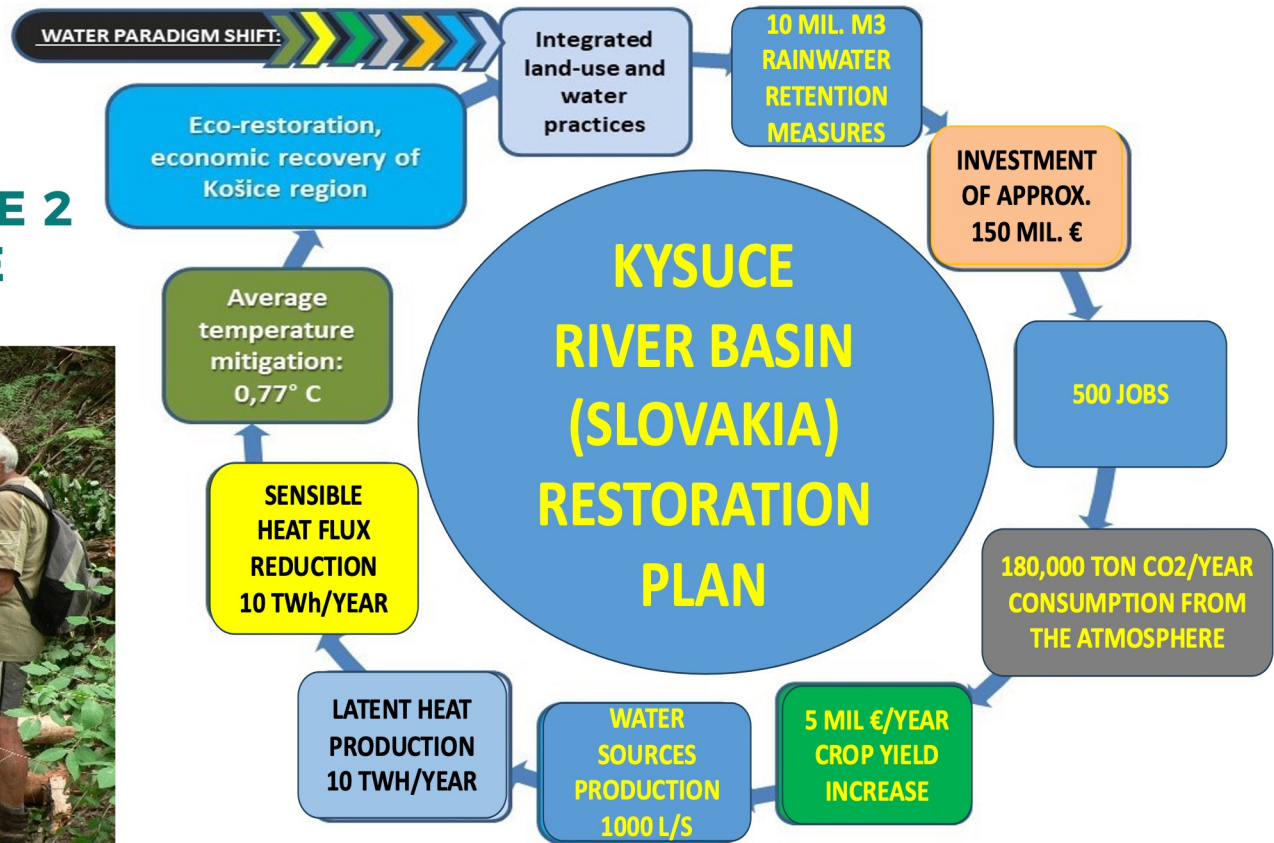 WATER PARADIGM SHIFT:
Integrated
land-use and
water
practices
10 MIL. M3
RAINWATER
RETENTION
MEASURES
INVESTMENT
OF APPROX.
150 MIL. €
500 JOBS
180,000 TON CO2/YEAR
CONSUMPTION FROM
THE ATMOSPHERE
5 MIL €/YEAR
CROP YIELD
INCREASE
WATER
SOURCES
PRODUCTION
1000 L/S
LATENT HEAT
PRODUCTION
10 TWH/YEAR
SENSIBLE
HEAT FLUX
REDUCTION
10 TWh/YEAR
Average
temperature
mitigation:
0,77° C
Eco-restoration,
economic recovery of
Košice region
KYSUCE
RIVER BASIN
(SLOVAKIA)
RESTORATION
PLAN
E 2